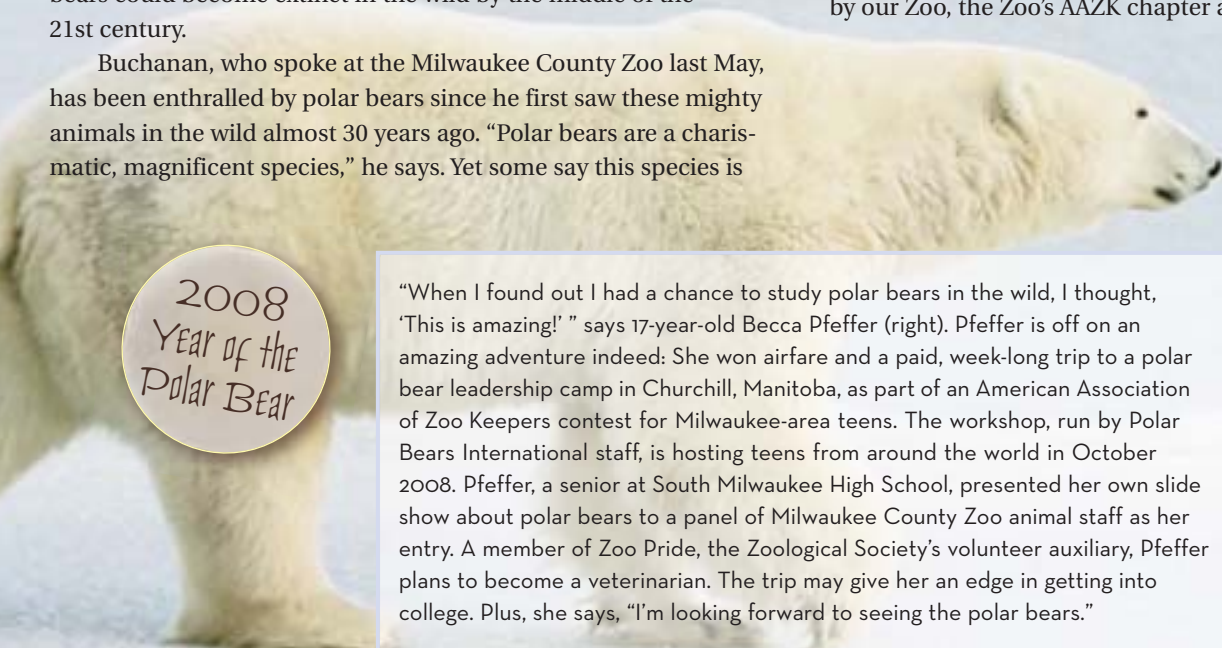 bears could become extinct in the wild by the middle of the
21st century.
Buchanan, who spoke at the Milwaukee County Zoo last May,
has been enthralled by polar bears since he first saw these mighty
animals in the wild almost 30 years ago. “Polar bears are a charis-
matic, magnificent species,” he says. Yet some say this species is
by our Zoo, the Zoo’s AAZK chapter a
2008
Year of the
Polar Bear
“When I found out I had a chance to study polar bears in the wild, I thought,
‘This is amazing!’ ” says 17-year-old Becca Pfeffer (right). Pfeffer is off on an
amazing adventure indeed: She won airfare and a paid, week-long trip to a polar
bear leadership camp in Churchill, Manitoba, as part of an American Association
of Zoo Keepers contest for Milwaukee-area teens. The workshop, run by Polar
Bears International staff, is hosting teens from around the world in October
2008. Pfeffer, a senior at South Milwaukee High School, presented her own slide
show about polar bears to a panel of Milwaukee County Zoo animal staff as her
entry. A member of Zoo Pride, the Zoological Society’s volunteer auxiliary, Pfeffer
plans to become a veterinarian. The trip may give her an edge in getting into
college. Plus, she says, “I’m looking forward to seeing the polar bears.”